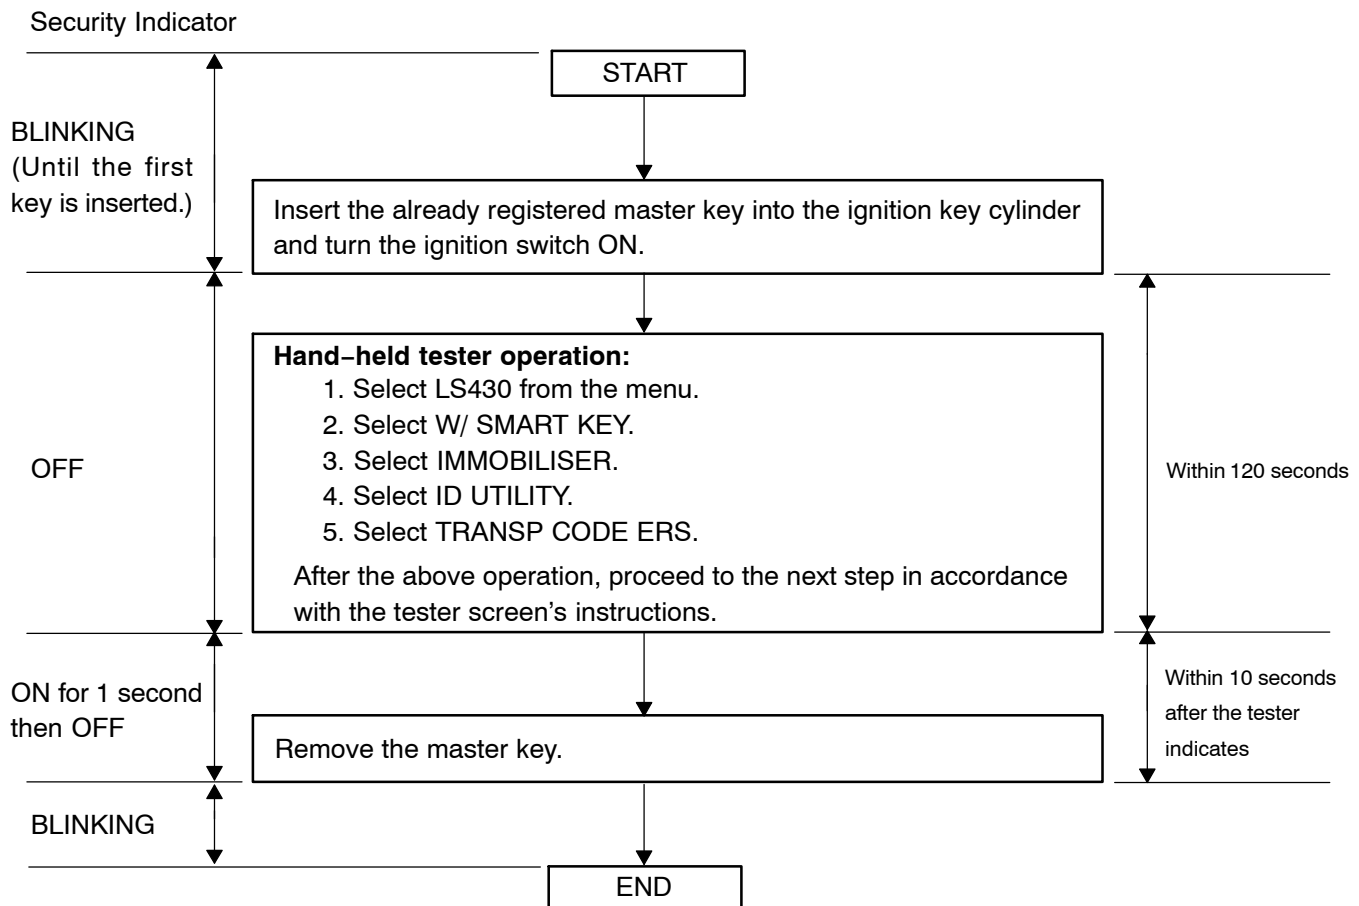 Security Indicator
START
BLINKING
(Until the first
key is inserted.)
Insert the already registered master key into the ignition key cylinder
and turn the ignition switch ON.
Hand–held tester operation:
1. Select LS430 from the menu.
2. Select W/ SMART KEY.
3. Select IMMOBILISER.
4. Select ID UTILITY.
5. Select TRANSP CODE ERS.
After the above operation, proceed to the next step in accordance
with the tester screen's instructions.
OFF
Within 120 seconds
ON for 1 second
then OFF
Remove the master key.
Within 10 seconds
after the tester
indicates
BLINKING
END